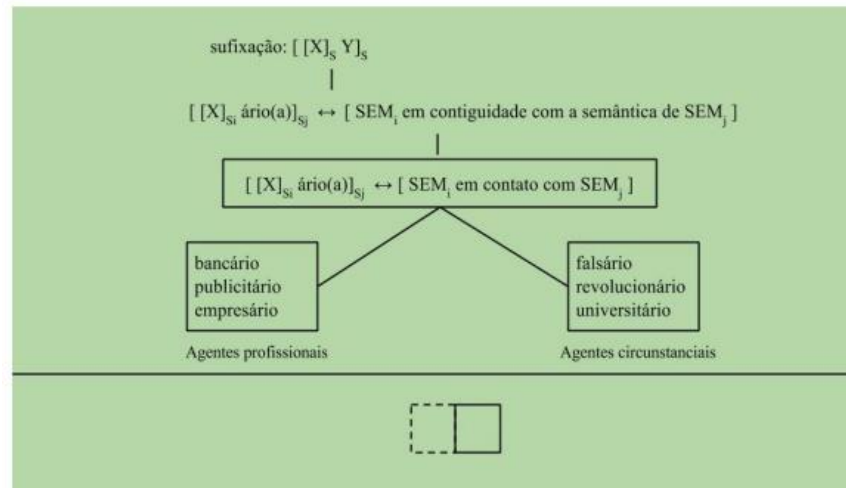 sufixação: [ [X]S Y]S
[ [X]Si ário(a)]Sj ↔ [ SEMi em contiguidade com a semântica de SEMj ]
[ [X]Si ário(a)]Sj ↔ [ SEMi em contato com SEMj ]
bancário
publicitário
empresário
Agentes profissionais
falsário
revolucionário
universitário
Agentes circunstanciais